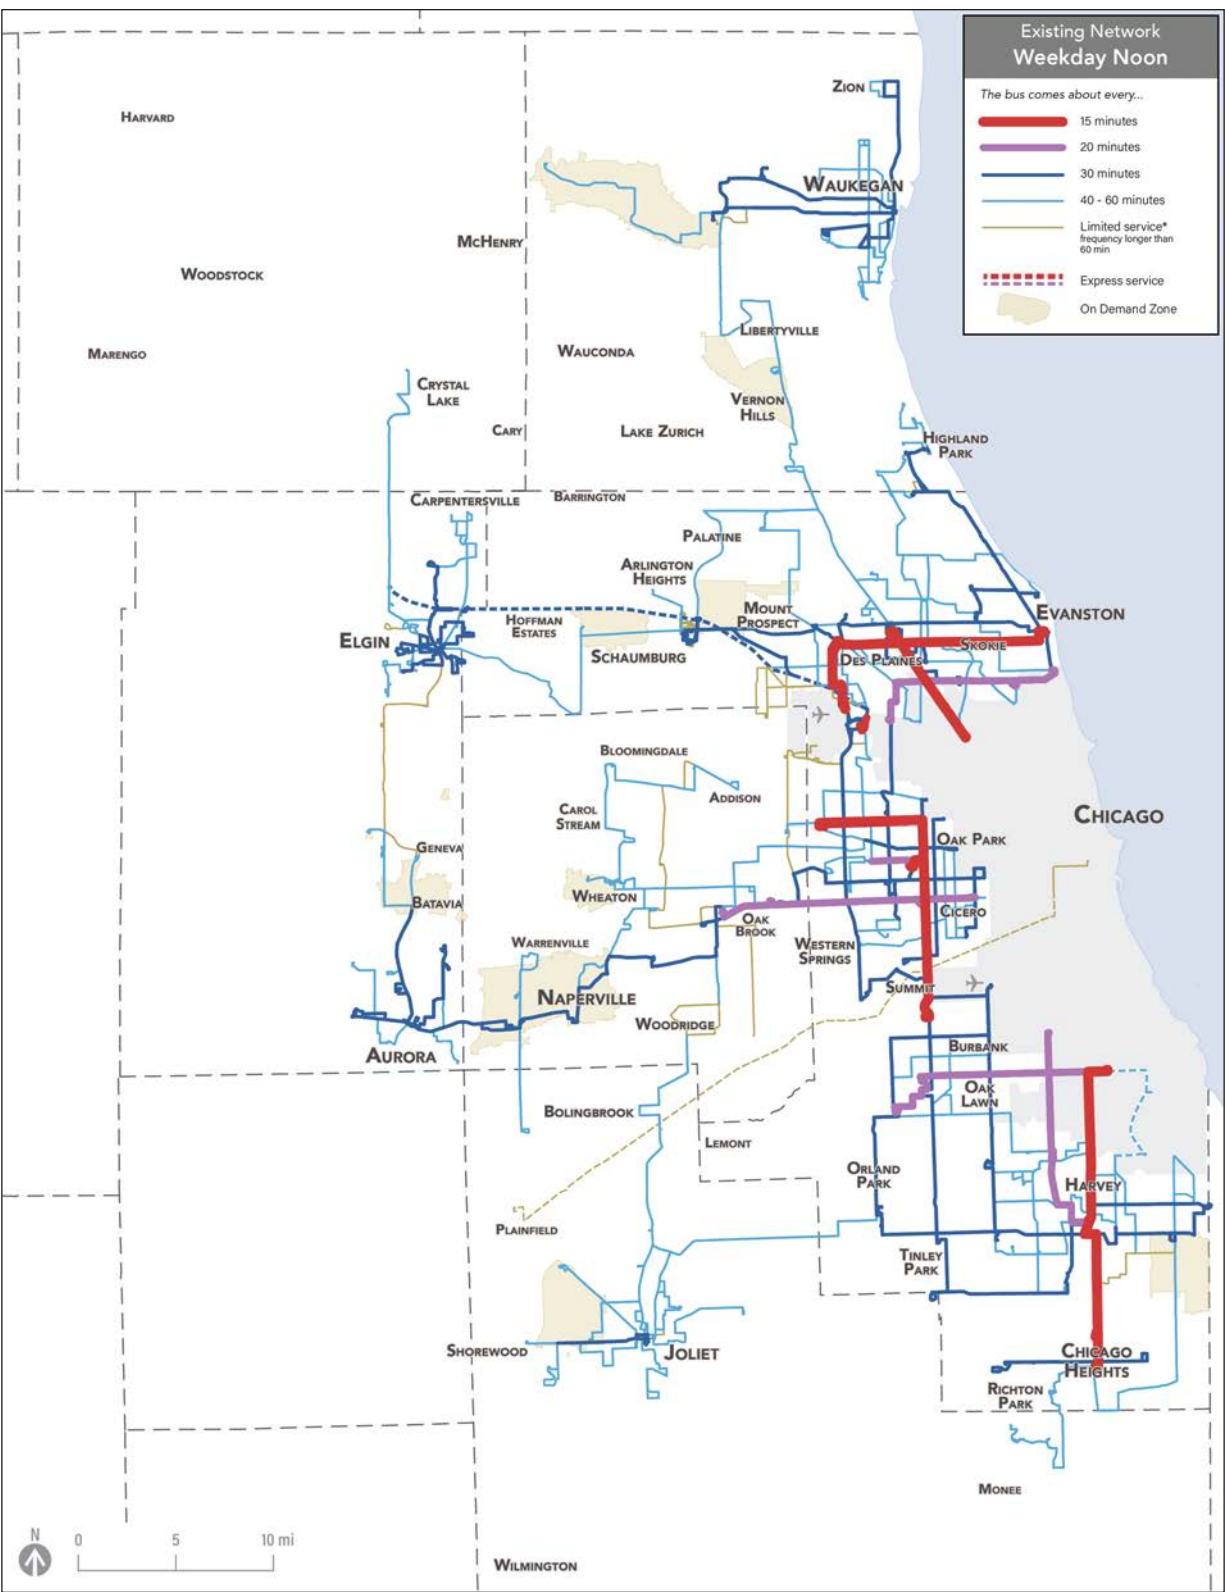 Existing Network
Weekday Noon
The bus comes about every...
15 minutes
20 minutes
30 minutes
40 - 60 minutes
Limited service*
frequency longer than
60 min
Express service
On Demand Zone
ZION
HARVARD
WAUKEGAN
MCHENRY
WOODSTOCK
LIBERTYVILLE
MARENGO
WAUCONDA
CRYSTAL
LAKE
VERNON
HILLS
CARY
LAKE ZURICH
HIGHLAND
PARK
CARPENTERSVILLE
BARRINGTON
PALATINE
ARLINGTON
HEIGHTS
MOUNT
PROSPECT
EVANSTON
HOFFMAN
ESTATES
ELGIN
SKOKIE
SCHAUMBURG
DES PLAINES
BLOOMINGDALE
ADDISON
CAROL
STREAM
CHICAGO
OAK PARK
GENEVA
WHEATON
BATAVIA
CICERO
OAK
BROOK
WARRENVILLE
WESTERN
SPRINGS
SUMMIT
NAPERVILLE
WOODRIDGE
BURBANK
AURORA
OAK
LAWN
BOLINGBROOK
LEMONT
ORLAND
PARK
HARVEY
PLAINFIELD
TINLEY
PARK
SHOREWOOD
JOLIET
CHICAGO
HEIGHTS
RICHTON
PARK
MONEE
N
0 5 10 mi
WILMINGTON